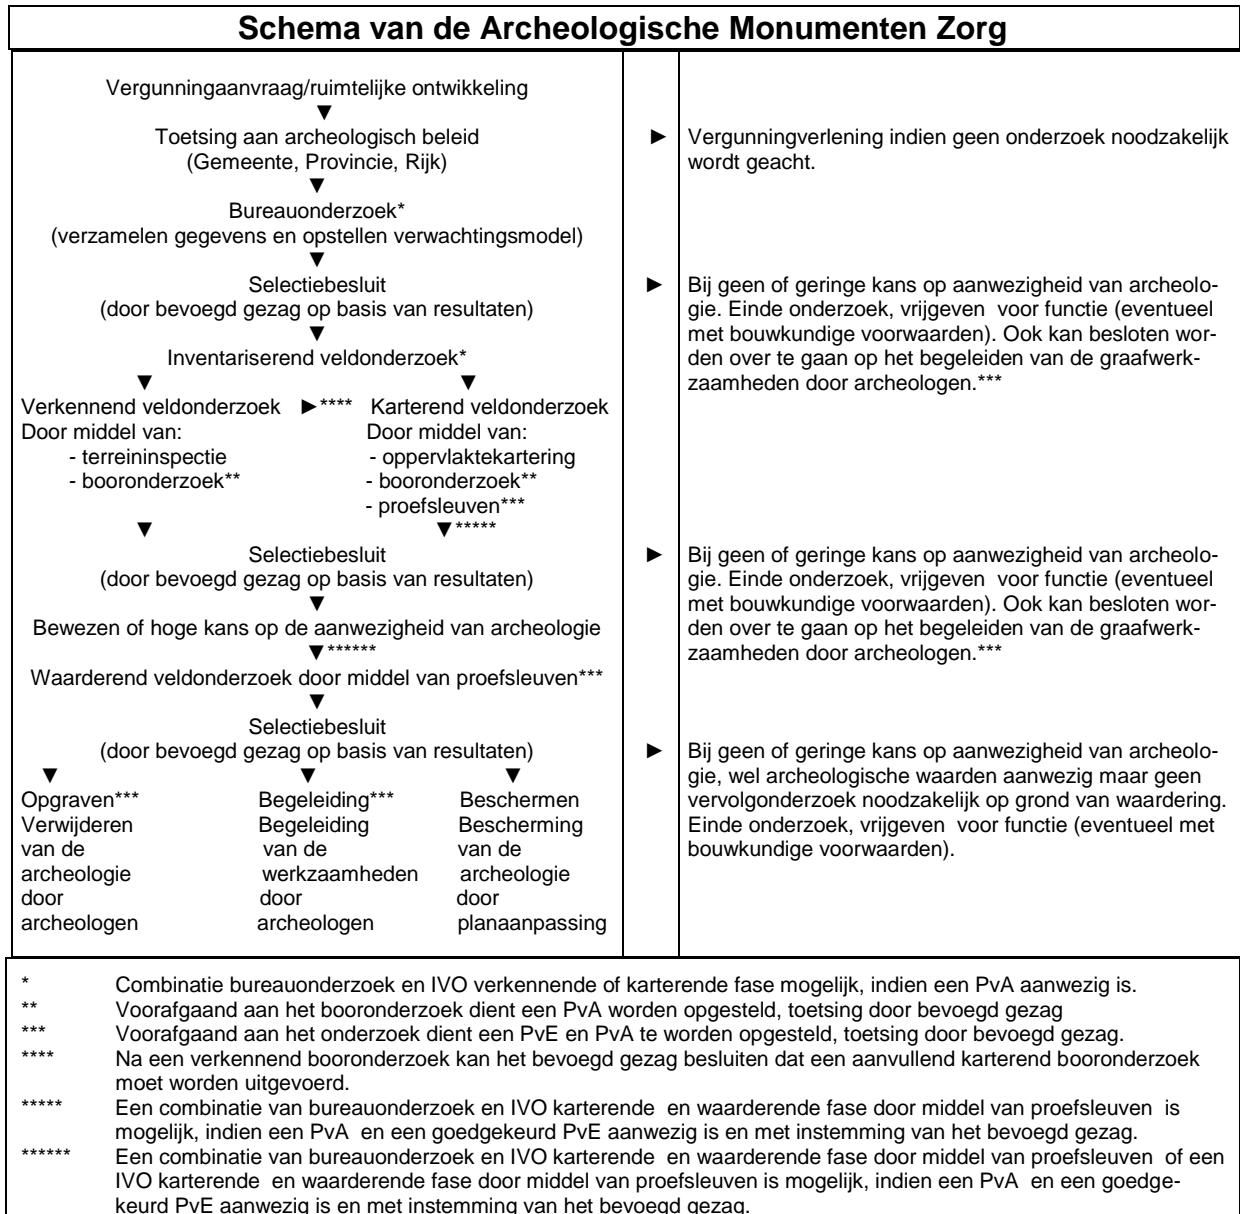 Schema van de Archeologische Monumenten Zorg
Vergunningaanvraag/ruimtelijke ontwikkeling
▼
Toetsing aan archeologisch beleid
(Gemeente, Provincie, Rijk)
► Vergunningverlening indien geen onderzoek noodzakelijk
wordt geacht.
▼
Bureauonderzoek*
(verzamelen gegevens en opstellen verwachtingsmodel)
▼
Selectiebesluit
(door bevoegd gezag op basis van resultaten)
► Bij geen of geringe kans op aanwezigheid van archeolo-
gie. Einde onderzoek, vrijgeven voor functie (eventueel
met bouwkundige voorwaarden). Ook kan besloten wor-
den over te gaan op het begeleiden van de graafwerk-
zaamheden door archeologen.***
▼
Inventariserend veldonderzoek*
▼ ▼
Verkennend veldonderzoek ►**** Karterend veldonderzoek
Door middel van: Door middel van:
- terreininspectie - oppervlaktekartering
- booronderzoek** - booronderzoek**
- proefsleuven***
▼ ▼*****
Selectiebesluit
(door bevoegd gezag op basis van resultaten)
► Bij geen of geringe kans op aanwezigheid van archeolo-
gie. Einde onderzoek, vrijgeven voor functie (eventueel
met bouwkundige voorwaarden). Ook kan besloten wor-
den over te gaan op het begeleiden van de graafwerk-
zaamheden door archeologen.***
▼
Bewezen of hoge kans op de aanwezigheid van archeologie
▼******
Waarderend veldonderzoek door middel van proefsleuven***
▼
Selectiebesluit
(door bevoegd gezag op basis van resultaten)
► Bij geen of geringe kans op aanwezigheid van archeolo-
gie, wel archeologische waarden aanwezig maar geen
vervolgonderzoek noodzakelijk op grond van waardering.
Einde onderzoek, vrijgeven voor functie (eventueel met
bouwkundige voorwaarden).
▼ ▼ ▼
Opgraven*** Begeleiding*** Beschermen
Verwijderen Begeleiding Bescherming
van de van de van de
archeologie werkzaamheden archeologie
door door door
archeologen archeologen planaanpassing
* Combinatie bureauonderzoek en IVO verkennende of karterende fase mogelijk, indien een PvA aanwezig is.
** Voorafgaand aan het booronderzoek dient een PvA worden opgesteld, toetsing door bevoegd gezag
*** Voorafgaand aan het onderzoek dient een PvE en PvA te worden opgesteld, toetsing door bevoegd gezag.
**** Na een verkennend booronderzoek kan het bevoegd gezag besluiten dat een aanvullend karterend booronderzoek
moet worden uitgevoerd.
***** Een combinatie van bureauonderzoek en IVO karterende en waarderende fase door middel van proefsleuven is
mogelijk, indien een PvA en een goedgekeurd PvE aanwezig is en met instemming van het bevoegd gezag.
****** Een combinatie van bureauonderzoek en IVO karterende en waarderende fase door middel van proefsleuven of een
IVO karterende en waarderende fase door middel van proefsleuven is mogelijk, indien een PvA en een goedge-
keurd PvE aanwezig is en met instemming van het bevoegd gezag.